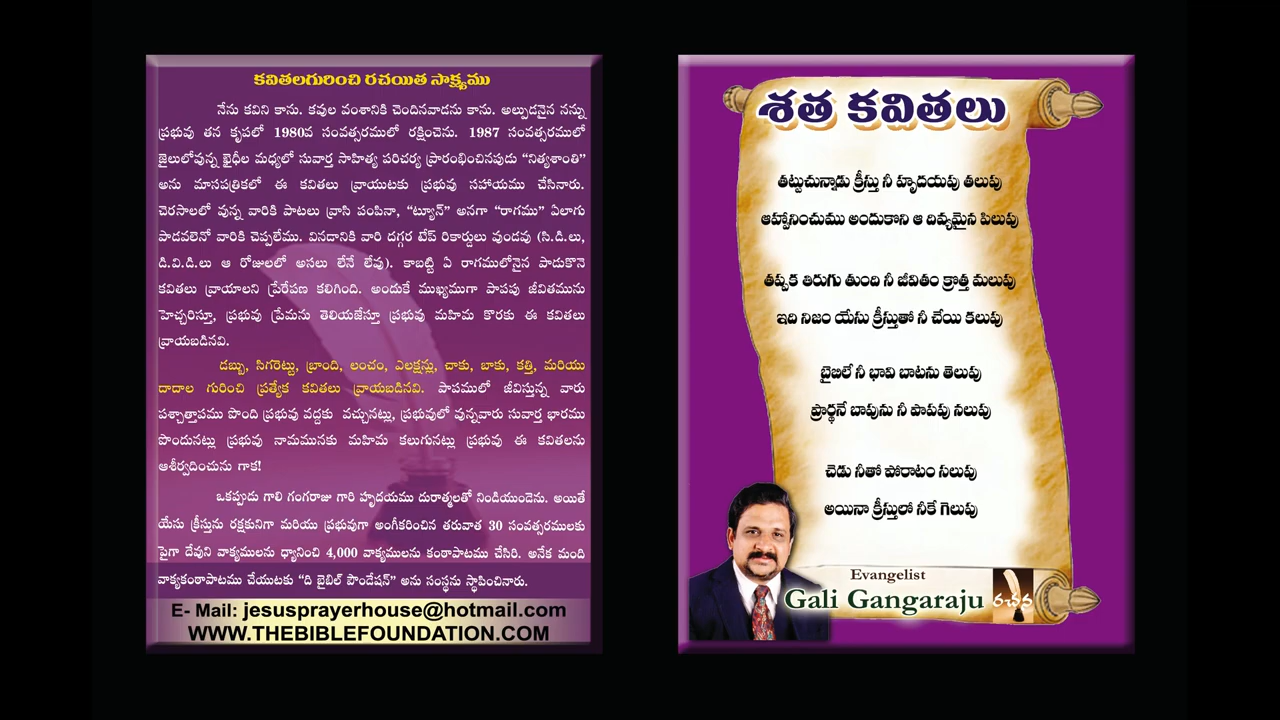 కవితలగురించి రచయిత సాక్ష్యము
నేను కవిని కాను. కవుల వంశానికి చెందినవాడను కాను. అల్పుడనైన నన్ను
ప్రభువు తన కృపలో 1980వ సంవత్సరములో రక్షించెను. 1987 సంవత్సరములో
జైలులోవున్న ఖైధీల మధ్యలో సువార్త సాహిత్య పరిచర్య ప్రారంభించినపుడు “నిత్యశాంతి”
అను మాసపత్రికలో ఈ కవితలు వ్రాయుటకు ప్రభువు సహాయము చేసినారు.
చెరసాలలో వున్న వారికి పాటలు వ్రాసి పంపినా, “ట్యూన్” అనగా “రాగము” ఏలాగు
పాడవలెనో వారికి చెప్పలేము. వినడానికి వారి దగ్గర టేప్ రికార్డులు వుండవు (సి.డి.లు,
డి.వి.డి.లు ఆ రోజులలో అసలు లేనే లేవు). కాబట్టి ఏ రాగములోనైన పాడుకొనె
కవితలు వ్రాయాలని ప్రేరేపణ కలిగింది. అందుకే ముఖ్యముగా పాపపు జీవితమును
హెచ్చరిస్తూ, ప్రభువు ప్రేమను తెలియజేస్తూ ప్రభువు మహిమ కొరకు ఈ కవితలు
వ్రాయబడినవి.
డబ్బు, సిగరెట్టు, బ్రాంది, లంచం, ఎలక్షన్లు, చాకు, బాకు, కత్తి, మరియు
దాదాల గురించి ప్రత్యేక కవితలు వ్రాయబడినవి. పాపములో జీవిస్తున్న వారు
పశ్చాత్తాపము పొంది ప్రభువు వద్దకు వచ్చునట్లు, ప్రభువులో వున్నవారు సువార్త భారము
పొందునట్లు ప్రభువు నామమునకు మహిమ కలుగునట్లు ప్రభువు ఈ కవితలను
ఆశీర్వదించును గాక!
ఒకప్పుడు గాలి గంగరాజు గారి హృదయము దురాత్మలతో నిండియుండెను. అయితే
యేసు క్రీస్తును రక్షకునిగా మరియు ప్రభువుగా అంగీకరించిన తరువాత 30 సంవత్సరములకు
పైగా దేవుని వాక్యములను ధ్యానించి 4,000 వాక్యములను కంఠాపాటము చేసిరి. అనేక మంది
వాక్యకంఠాపాటము చేయుటకు “ది బైబిల్ పౌండేషన్” అను సంస్థను స్థాపించినారు.
E- Mail: jesusprayerhouse@hotmail.com
WWW.THEBIBLEFOUNDATION.COM
శత కవితలు
తట్టుచున్నాడు క్రీస్తు నీ హృదయపు తలుపు
ఆహ్వానించుము అందుకొని ఆ దివ్యమైన పిలుపు
తప్పక తిరుగు తుంది నీ జీవితం క్రొత్త మలుపు
ఇది నిజం యేసు క్రీస్తుతో నీ చేయి కలుపు
బైబిలే నీ భావి బాటను తెలుపు
ప్రార్థనే బాపును నీ పాపపు నలుపు
చెడు నీతో పోరాటం సలుపు
అయినా క్రీస్తులో నీకే గెలుపు
Evangelist
Gali Gangaraju
రచన